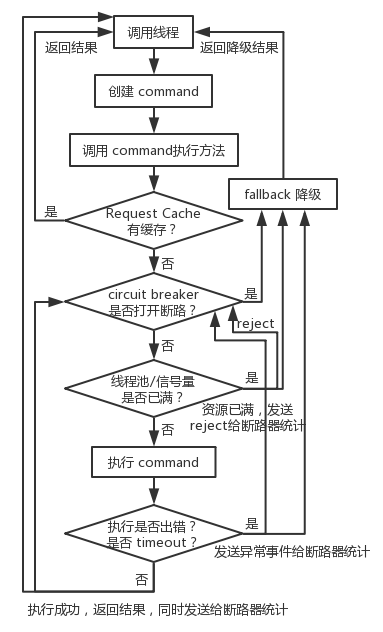 调用线程
返回结果
返回降级结果
创建 command
调用 command执行方法
fallback 降级
Request Cache
有缓存？
是
否
circuit breaker
是否打开断路？
是
reject
否
线程池/信号量
是否已满？
是
资源已满，发送
reject给断路器统计
否
执行 command
执行是否出错？
是否 timeout？
是
发送异常事件给断路器统计
否
执行成功，返回结果，同时发送给断路器统计